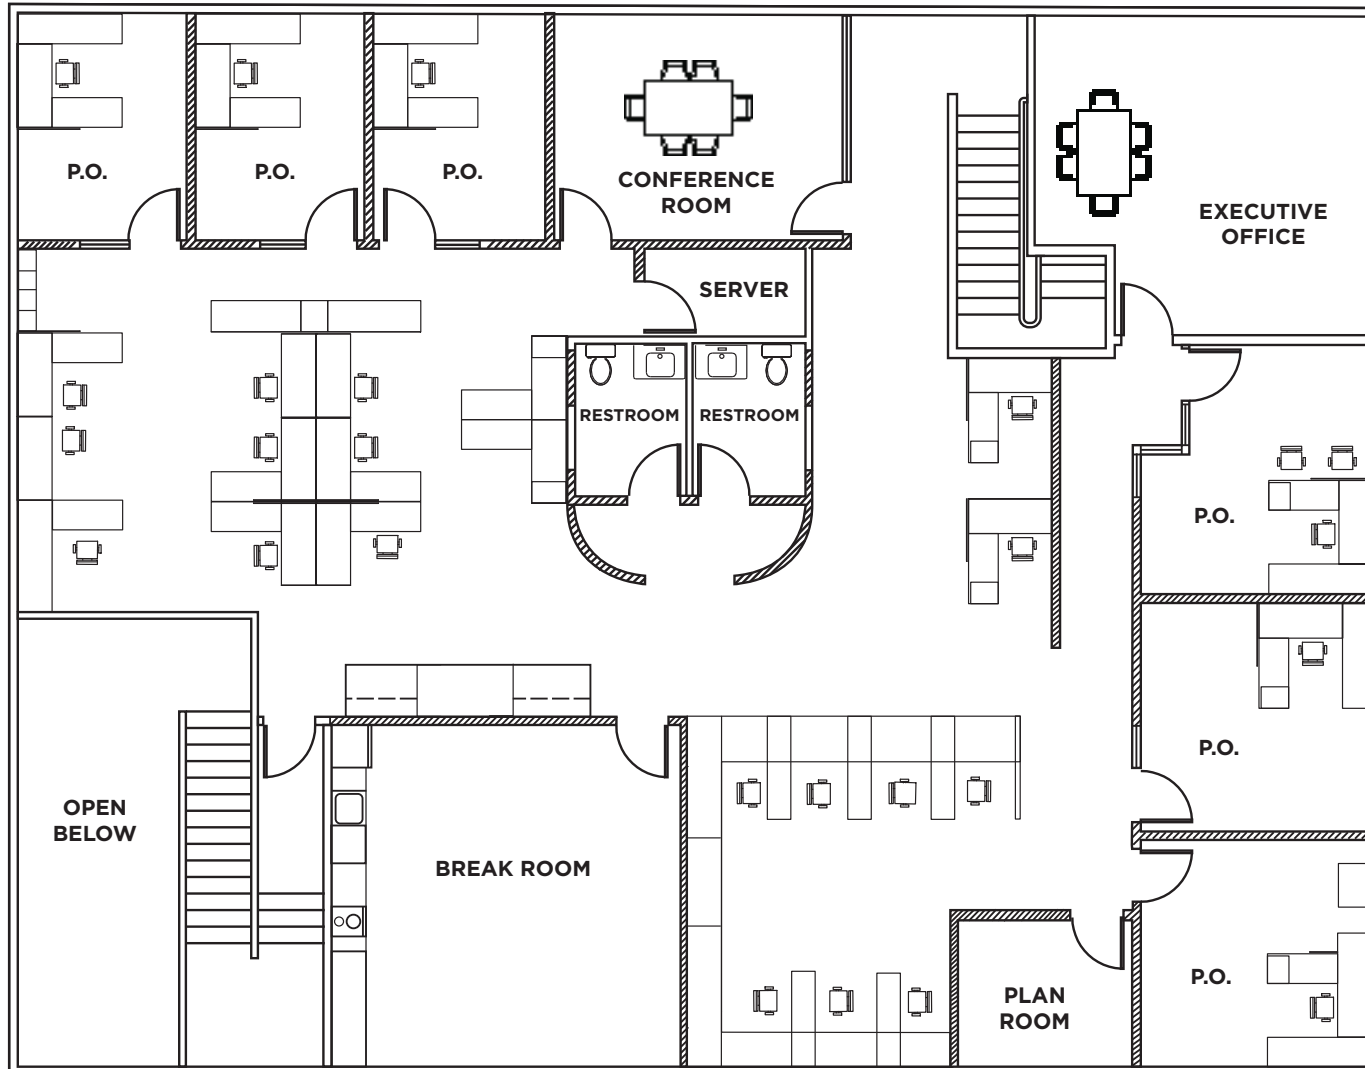 P.O.
P.O.
P.O.
CONFERENCE
ROOM
EXECUTIVE
OFFICE
SERVER
RESTROOM
RESTROOM
P.O.
P.O.
OPEN
BELOW
BREAK ROOM
P.O.
PLAN
ROOM